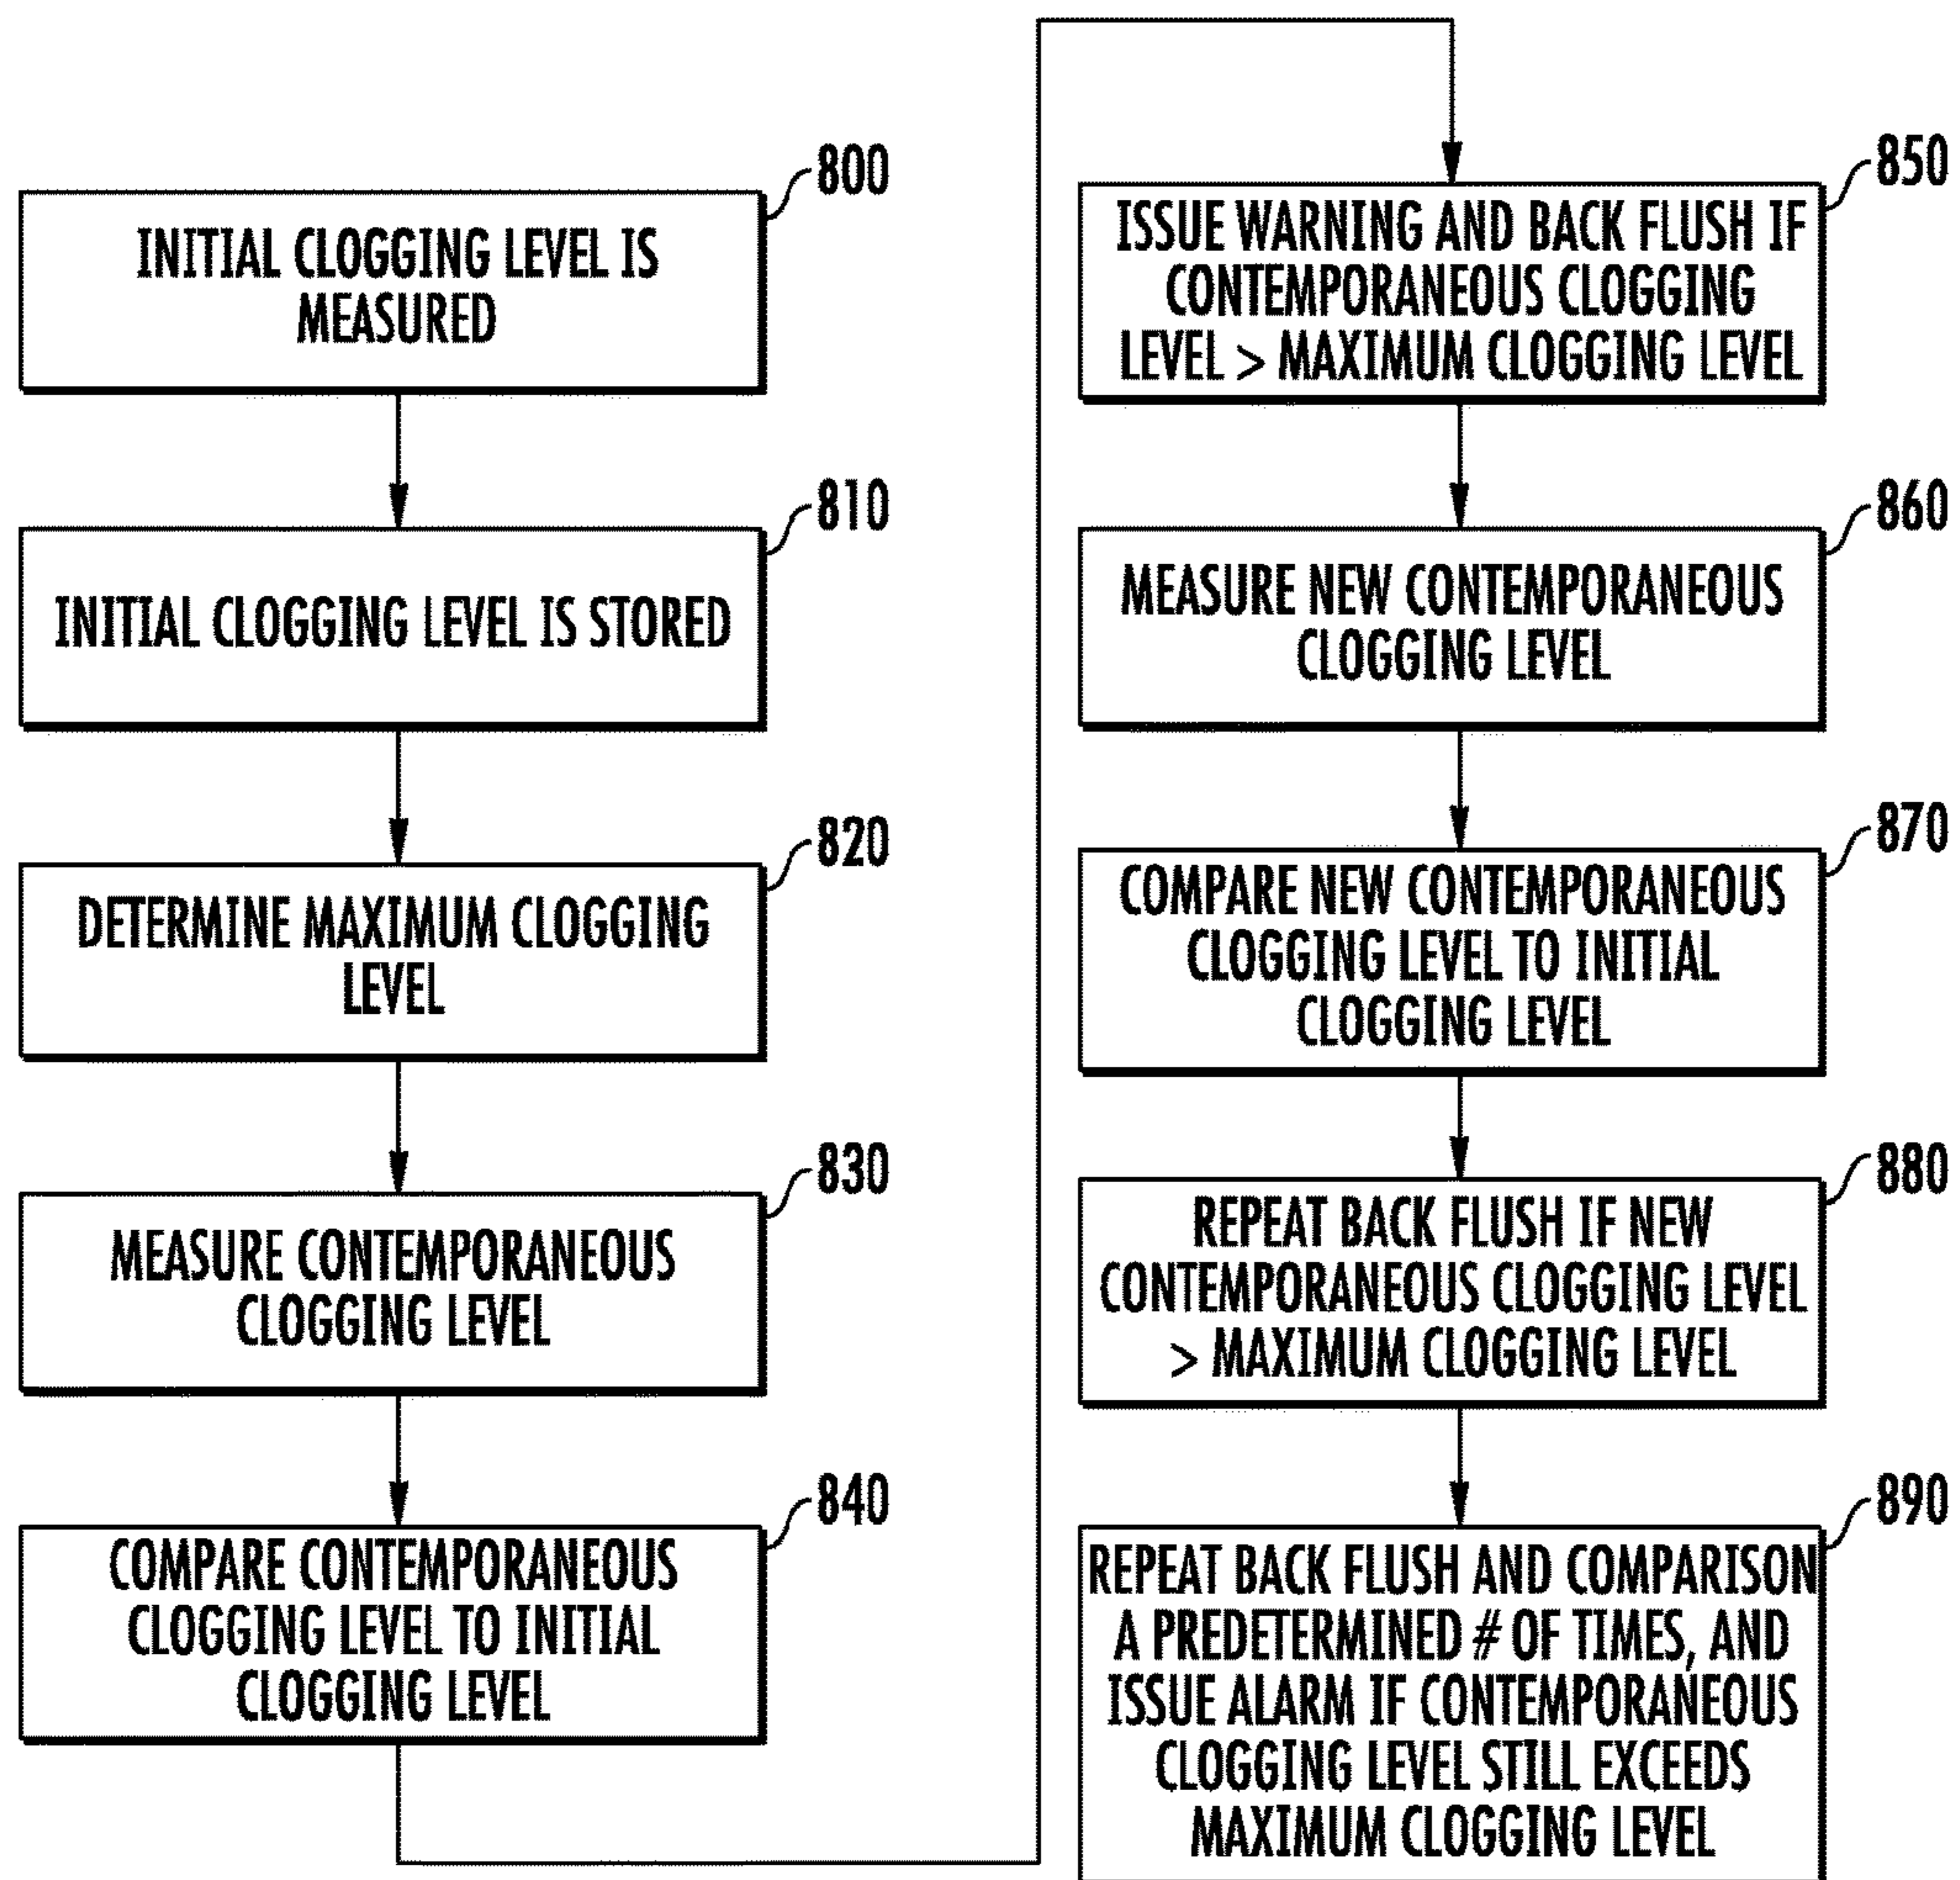 800
INITIAL CLOGGING LEVEL IS
MEASURED
810
INITIAL CLOGGING LEVEL IS STORED
820
DETERMINE MAXIMUM CLOGGING
LEVEL
830
MEASURE CONTEMPORANEOUS
CLOGGING LEVEL
840
COMPARE CONTEMPORANEOUS
CLOGGING LEVEL TO INITIAL
CLOGGING LEVEL
850
ISSUE WARNING AND BACK FLUSH IF
CONTEMPORANEOUS CLOGGING
LEVEL > MAXIMUM CLOGGING LEVEL
860
MEASURE NEW CONTEMPORANEOUS
CLOGGING LEVEL
870
COMPARE NEW CONTEMPORANEOUS
CLOGGING LEVEL TO INITIAL
CLOGGING LEVEL
880
REPEAT BACK FLUSH IF NEW
CONTEMPORANEOUS CLOGGING LEVEL
> MAXIMUM CLOGGING LEVEL
890
REPEAT BACK FLUSH AND COMPARISON
A PREDETERMINED # OF TIMES, AND
ISSUE ALARM IF CONTEMPORANEOUS
CLOGGING LEVEL STILL EXCEEDS
MAXIMUM CLOGGING LEVEL